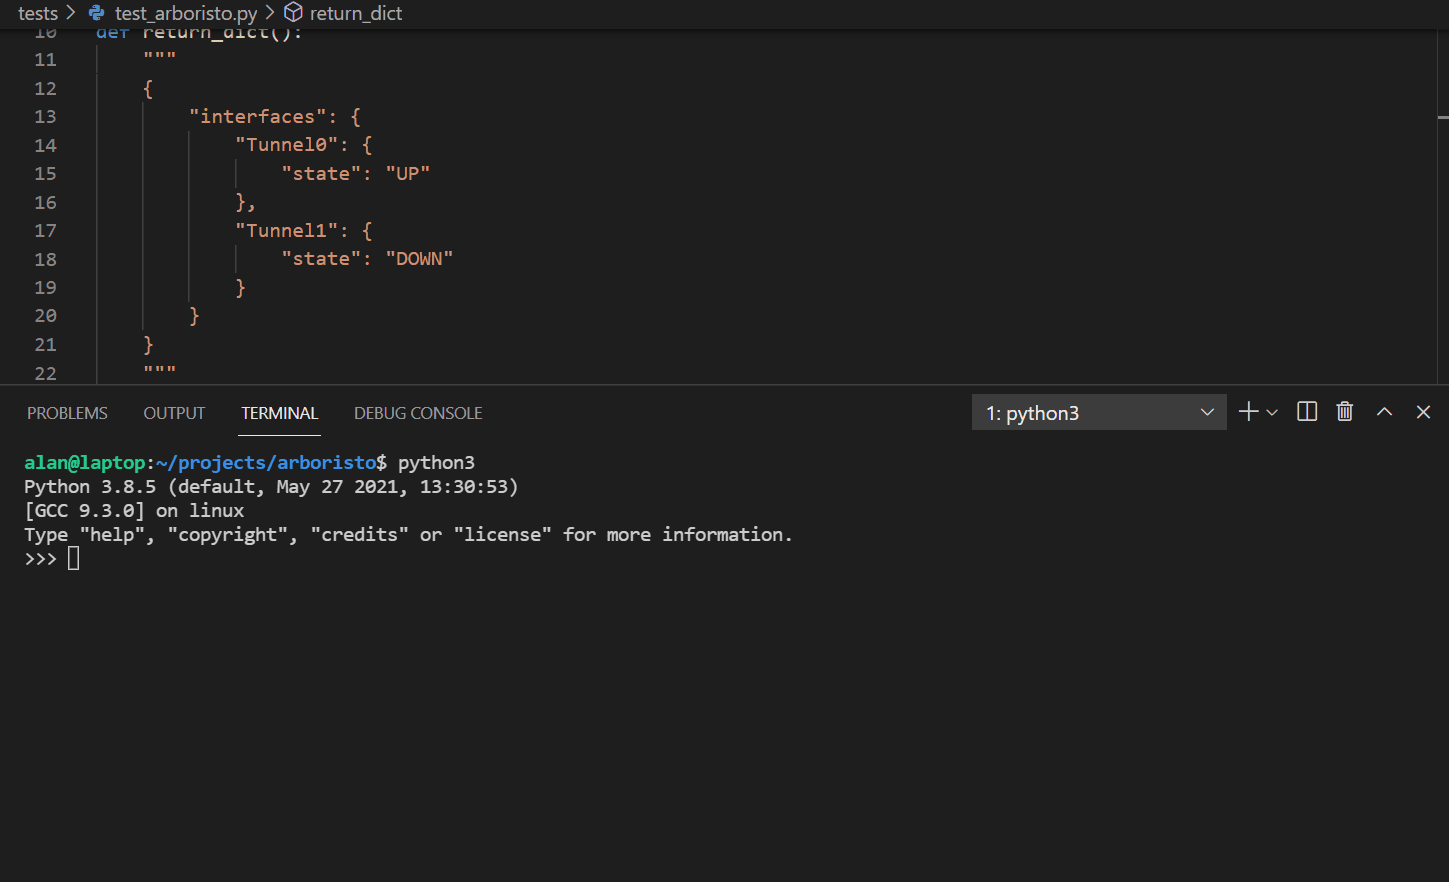 tests > test_arboristo.py > return_dict
10 def return_dict():
11 """
12 {
13 "interfaces": {
14 "Tunnel0": {
15 "state": "UP"
16 },
17 "Tunnel1": {
18 "state": "DOWN"
19 }
20 }
21 }
22 """
PROBLEMS OUTPUT TERMINAL DEBUG CONSOLE 1: python3
alan@laptop:~/projects/arboristo$ python3
Python 3.8.5 (default, May 27 2021, 13:30:53)
[GCC 9.3.0] on linux
Type "help", "copyright", "credits" or "license" for more information.
>>>